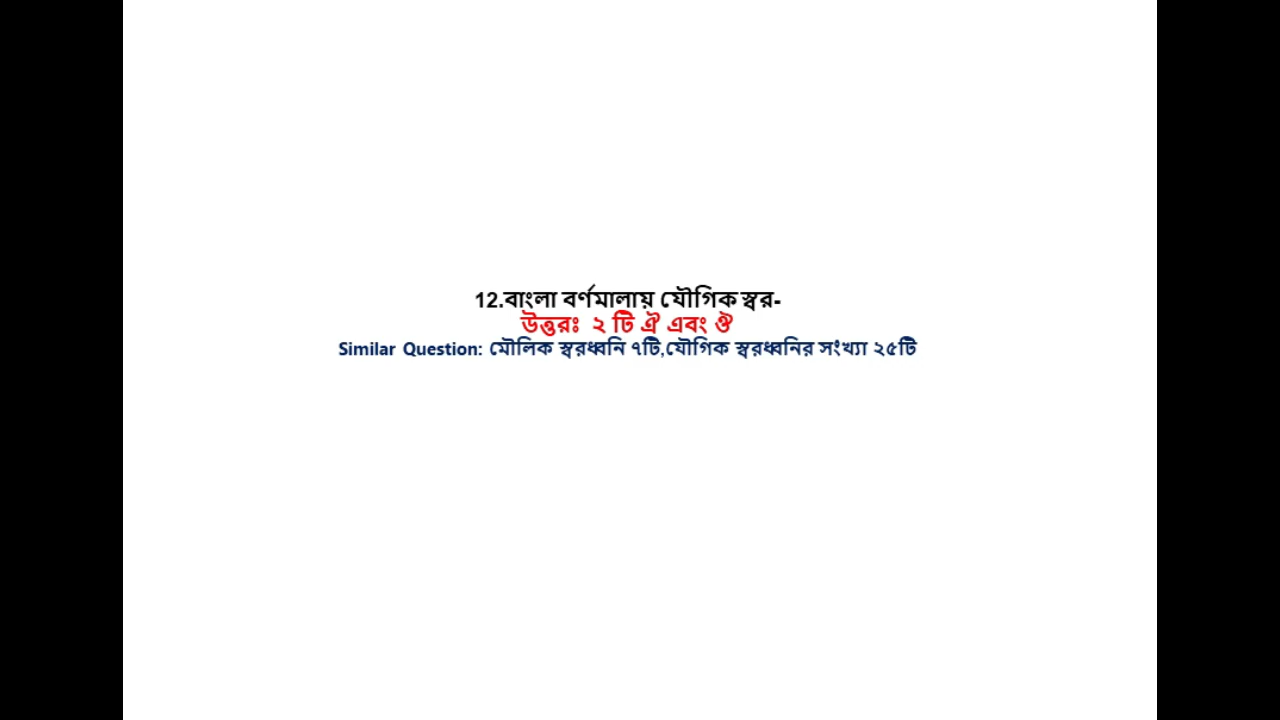 12.বাংলা বর্ণমালায় যৌগিক স্বর-
উত্তরঃ ২ টি ঐ এবং ঔ
Similar Question: মৌলিক স্বরধ্বনি ৭টি,যৌগিক স্বরধ্বনির সংখ্যা ২৫টি